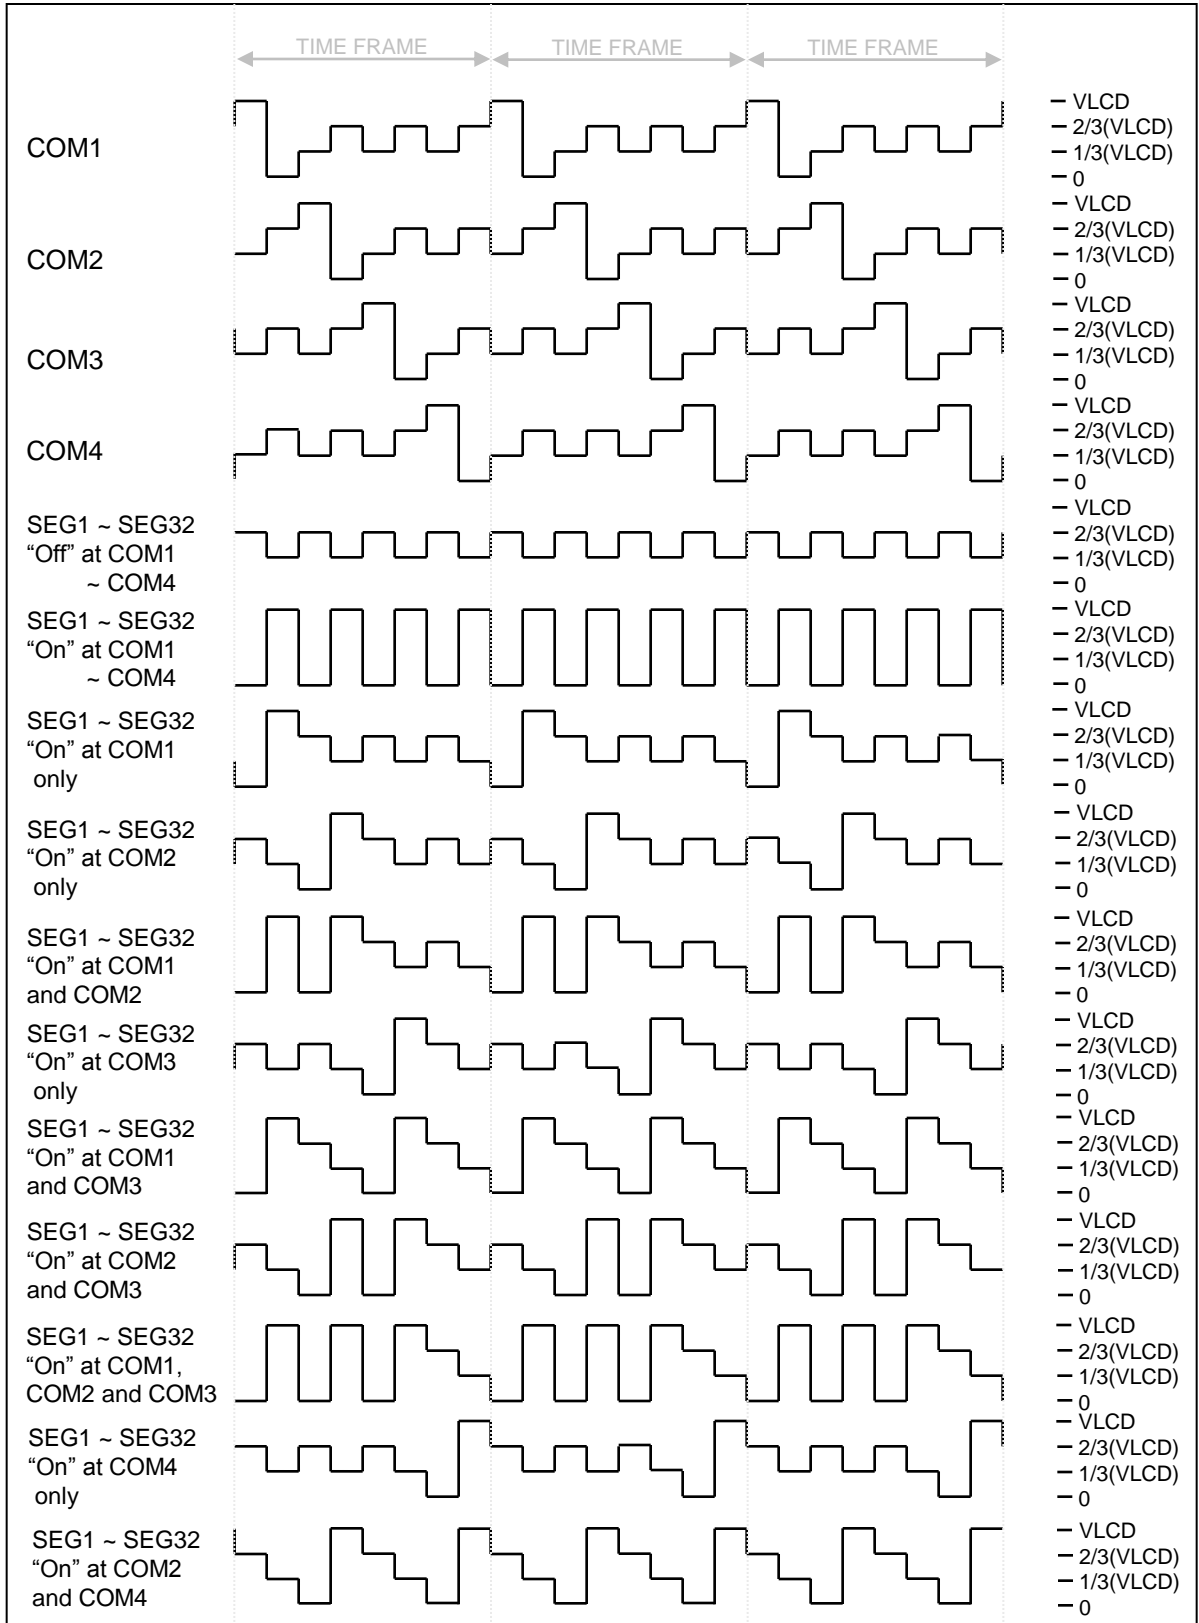 TIME FRAME TIME FRAME TIME FRAME
COM1
– VLCD
– 2/3(VLCD)
– 1/3(VLCD)
– 0
COM2
– VLCD
– 2/3(VLCD)
– 1/3(VLCD)
– 0
COM3
– VLCD
– 2/3(VLCD)
– 1/3(VLCD)
– 0
COM4
– VLCD
– 2/3(VLCD)
– 1/3(VLCD)
– 0
SEG1 ~ SEG32
“Off” at COM1
~ COM4
– VLCD
– 2/3(VLCD)
– 1/3(VLCD)
– 0
SEG1 ~ SEG32
“On” at COM1
~ COM4
– VLCD
– 2/3(VLCD)
– 1/3(VLCD)
– 0
SEG1 ~ SEG32
“On” at COM1
only
– VLCD
– 2/3(VLCD)
– 1/3(VLCD)
– 0
SEG1 ~ SEG32
“On” at COM2
only
– VLCD
– 2/3(VLCD)
– 1/3(VLCD)
– 0
SEG1 ~ SEG32
“On” at COM1
and COM2
– VLCD
– 2/3(VLCD)
– 1/3(VLCD)
– 0
SEG1 ~ SEG32
“On” at COM3
only
– VLCD
– 2/3(VLCD)
– 1/3(VLCD)
– 0
SEG1 ~ SEG32
“On” at COM1
and COM3
– VLCD
– 2/3(VLCD)
– 1/3(VLCD)
– 0
SEG1 ~ SEG32
“On” at COM2
and COM3
– VLCD
– 2/3(VLCD)
– 1/3(VLCD)
– 0
SEG1 ~ SEG32
“On” at COM1,
COM2 and COM3
– VLCD
– 2/3(VLCD)
– 1/3(VLCD)
– 0
SEG1 ~ SEG32
“On” at COM4
only
– VLCD
– 2/3(VLCD)
– 1/3(VLCD)
– 0
SEG1 ~ SEG32
“On” at COM2
and COM4
– VLCD
– 2/3(VLCD)
– 1/3(VLCD)
– 0